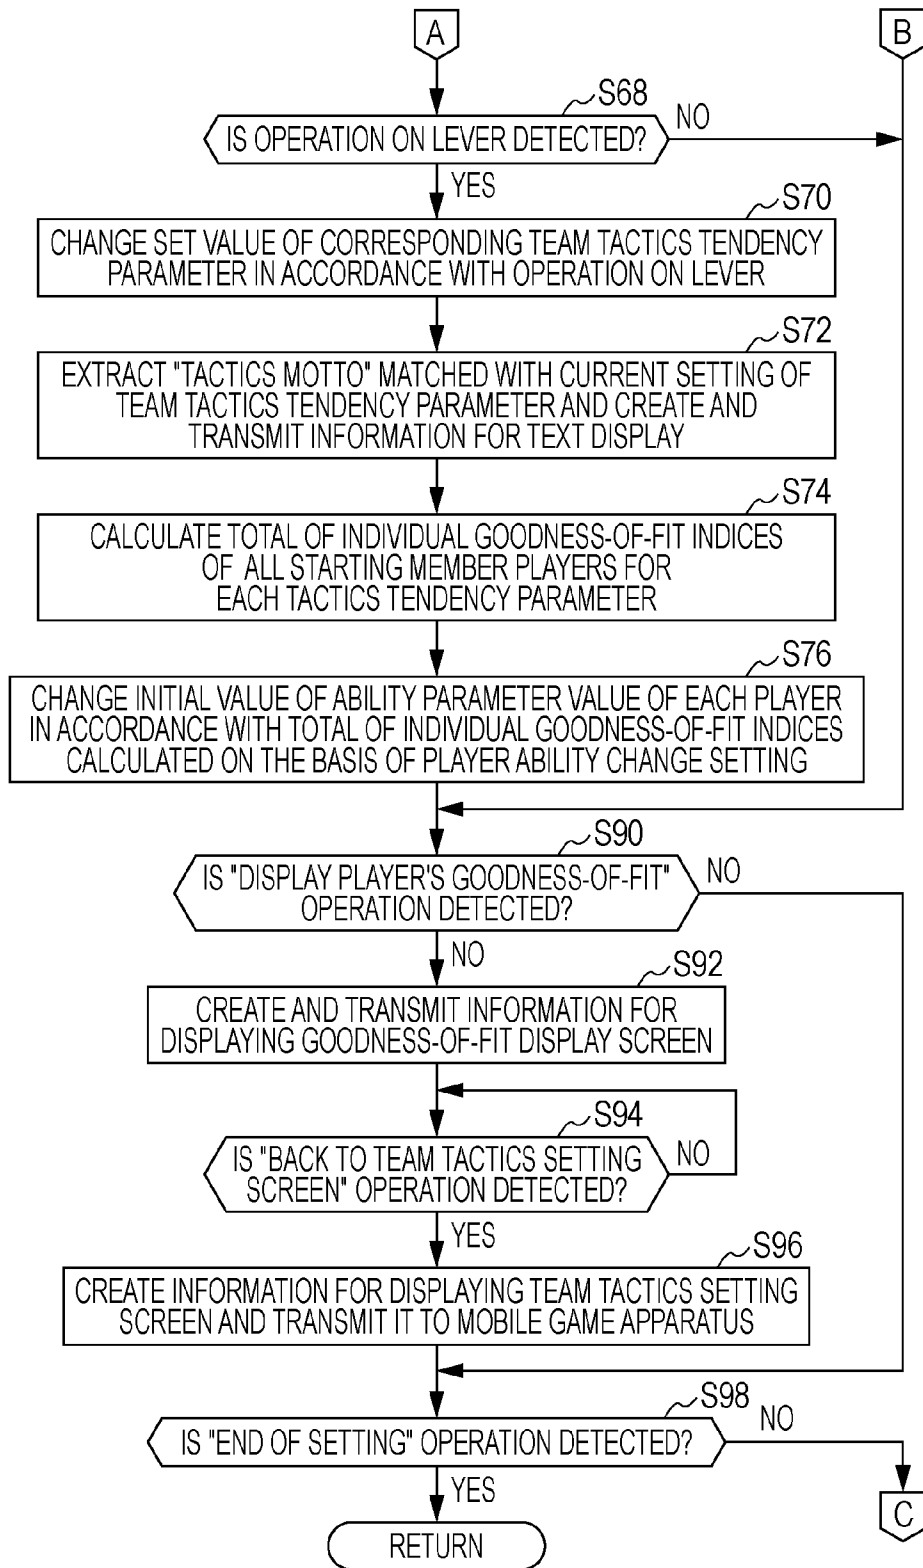 A
B
S68
IS OPERATION ON LEVER DETECTED?
NO
YES
S70
CHANGE SET VALUE OF CORRESPONDING TEAM TACTICS TENDENCY
PARAMETER IN ACCORDANCE WITH OPERATION ON LEVER
S72
EXTRACT "TACTICS MOTTO" MATCHED WITH CURRENT SETTING OF
TEAM TACTICS TENDENCY PARAMETER AND CREATE AND
TRANSMIT INFORMATION FOR TEXT DISPLAY
S74
CALCULATE TOTAL OF INDIVIDUAL GOODNESS-OF-FIT INDICES
OF ALL STARTING MEMBER PLAYERS FOR
EACH TACTICS TENDENCY PARAMETER
S76
CHANGE INITIAL VALUE OF ABILITY PARAMETER VALUE OF EACH PLAYER
IN ACCORDANCE WITH TOTAL OF INDIVIDUAL GOODNESS-OF-FIT INDICES
CALCULATED ON THE BASIS OF PLAYER ABILITY CHANGE SETTING
S90
IS "DISPLAY PLAYER'S GOODNESS-OF-FIT"
OPERATION DETECTED?
NO
NO
S92
CREATE AND TRANSMIT INFORMATION FOR
DISPLAYING GOODNESS-OF-FIT DISPLAY SCREEN
S94
IS "BACK TO TEAM TACTICS SETTING
SCREEN" OPERATION DETECTED?
NO
YES
S96
CREATE INFORMATION FOR DISPLAYING TEAM TACTICS SETTING
SCREEN AND TRANSMIT IT TO MOBILE GAME APPARATUS
S98
IS "END OF SETTING" OPERATION DETECTED?
NO
YES
C
RETURN